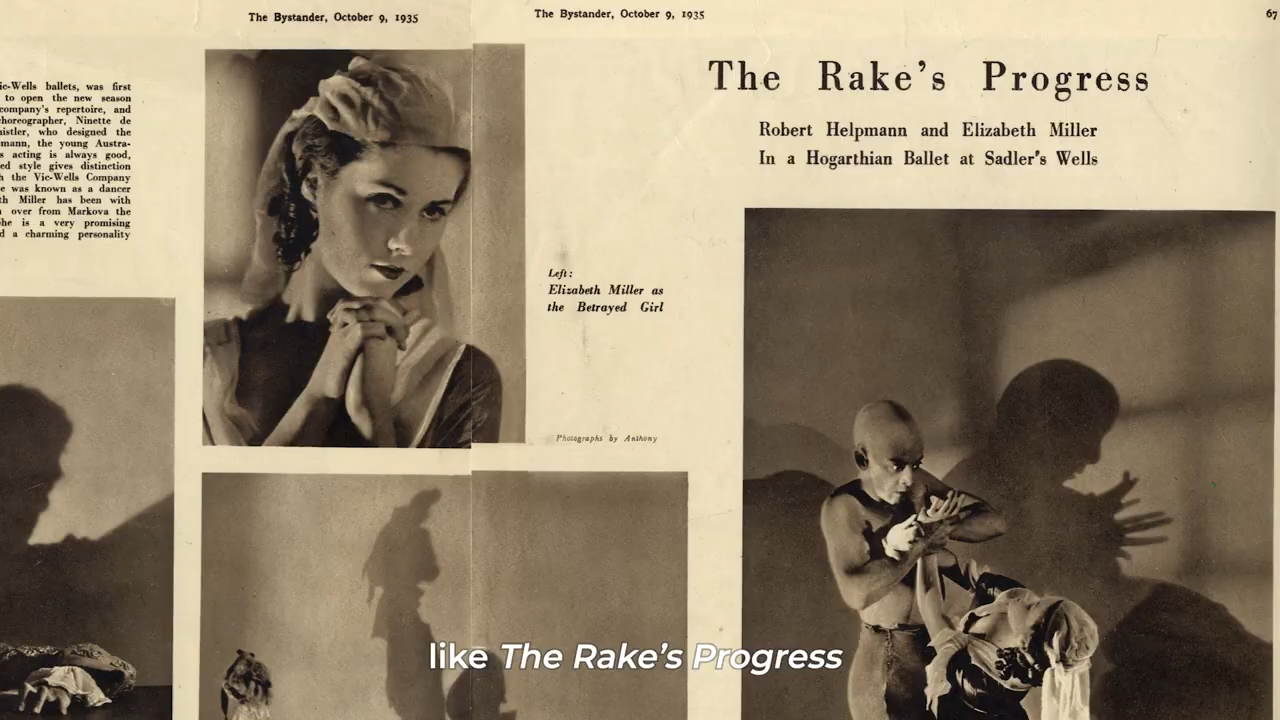 The Bystander, October 9, 1935
The Bystander, October 9, 1935
67
ic-Wells ballets, was first
to open the new season
company's repertoire, and
choreographer, Ninette de
histler, who designed the
mann, the young Austra-
s acting is always good,
ed style gives distinction
h the Vic-Wells Company
e was known as a dancer
th Miller has been with
n over from Markova the
she is a very promising
d a charming personality
The Rake's Progress
Robert Helpmann and Elizabeth Miller
In a Hogarthian Ballet at Sadler's Wells
Left:
Elizabeth Miller as
the Betrayed Girl
Photographs by Anthony
like The Rake's Progress